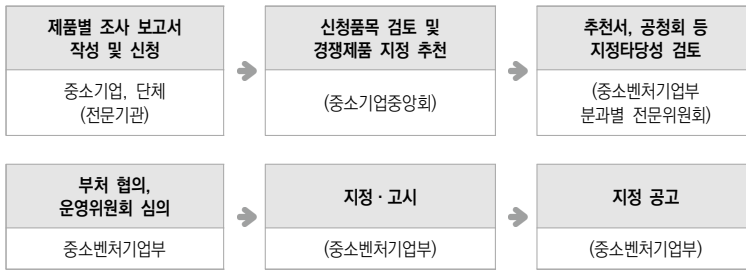 제품별 조사 보고서
작성 및 신청
중소기업, 단체
(전문기관)
신청품목 검토 및
경쟁제품 지정 추천
(중소기업중앙회)
추천서, 공청회 등
지정타당성 검토
(중소벤처기업부
분과별 전문위원회)
부처 협의,
운영위원회 심의
중소벤처기업부
지정 · 고시
(중소벤처기업부)
지정 공고
(중소벤처기업부)